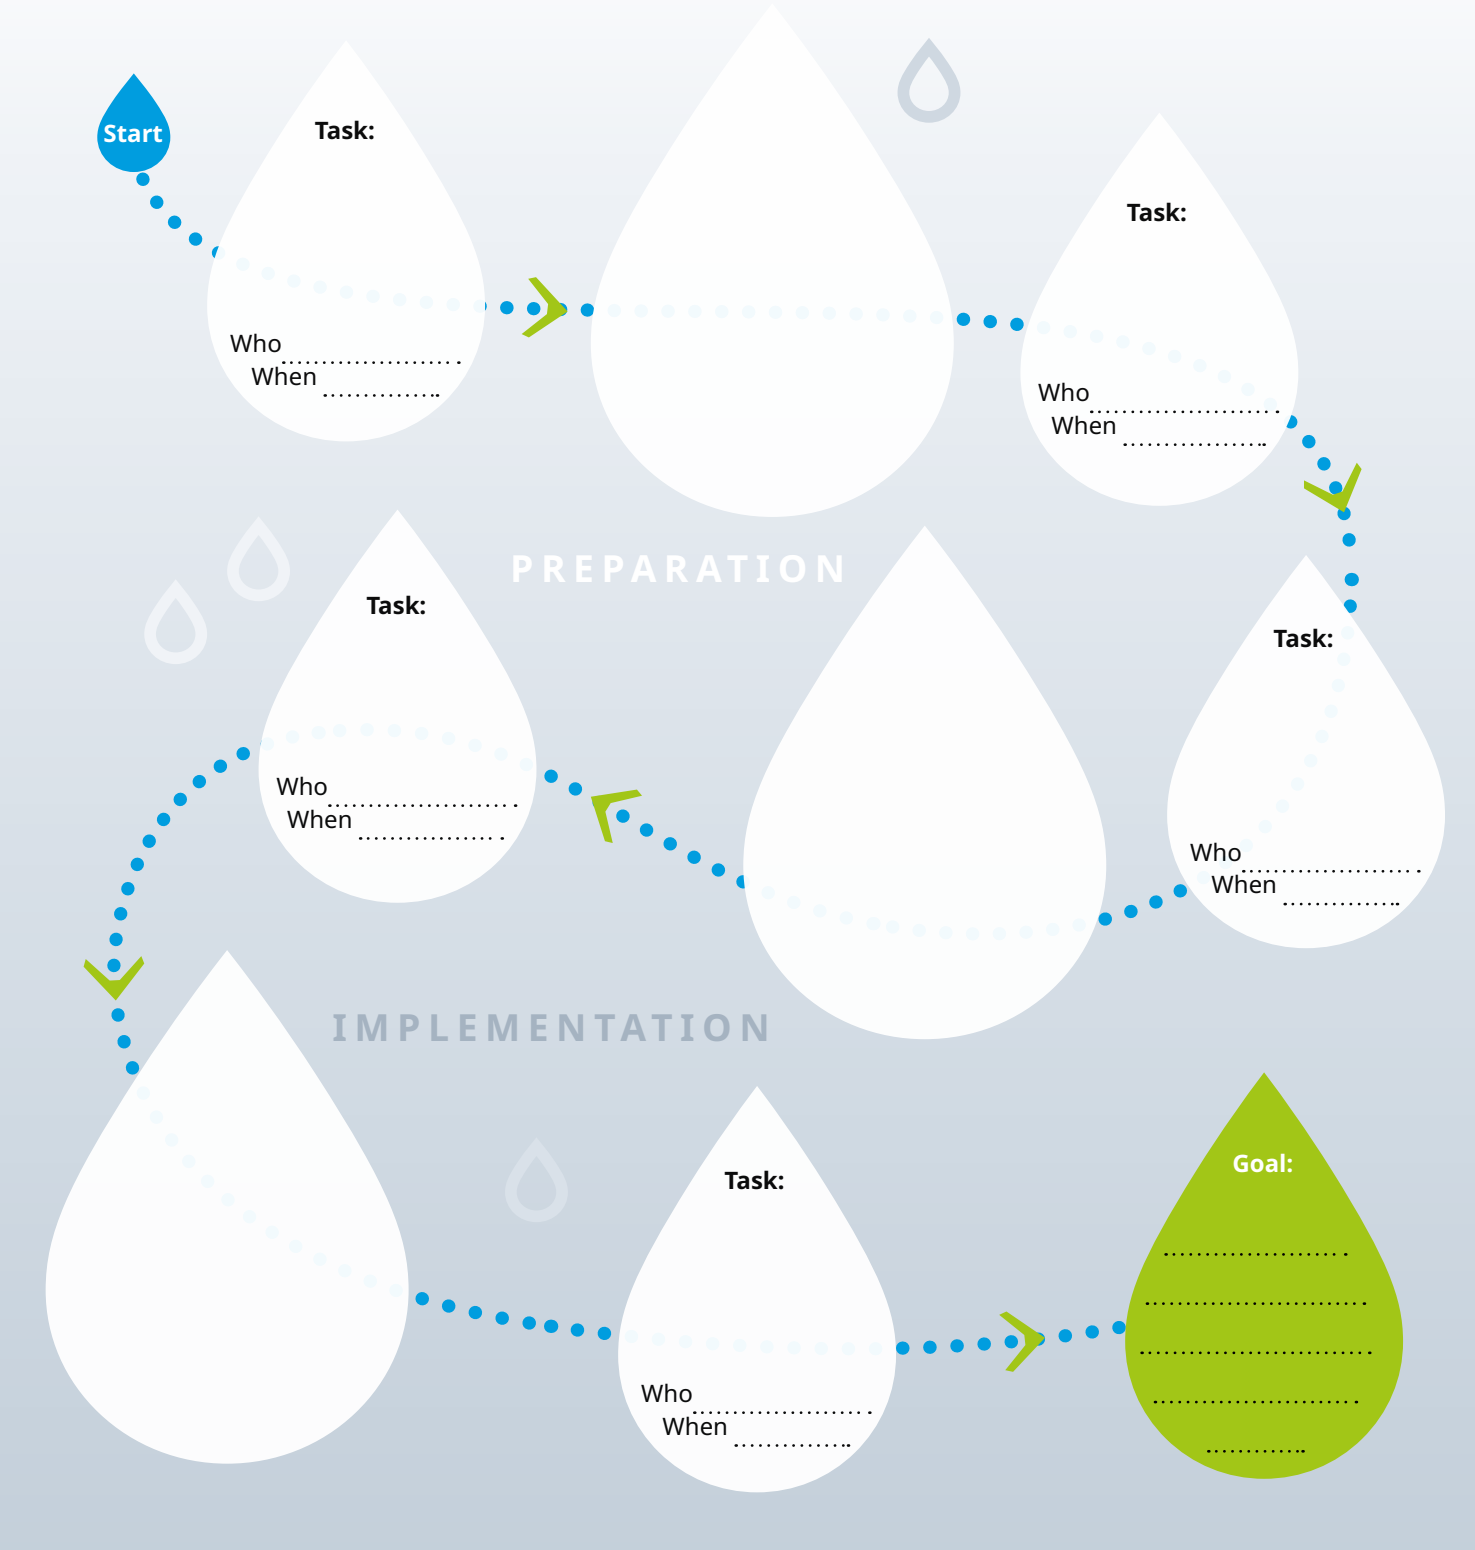 Start
Task:
Who......................
When ...............
Task:
Who........................
When ..................
PREPARATION
Task:
Who........................
When ..................
Task:
Who......................
When ...............
IMPLEMENTATION
Task:
Who......................
When ...............
Goal:
.......................
............................
.............................
..........................
.............